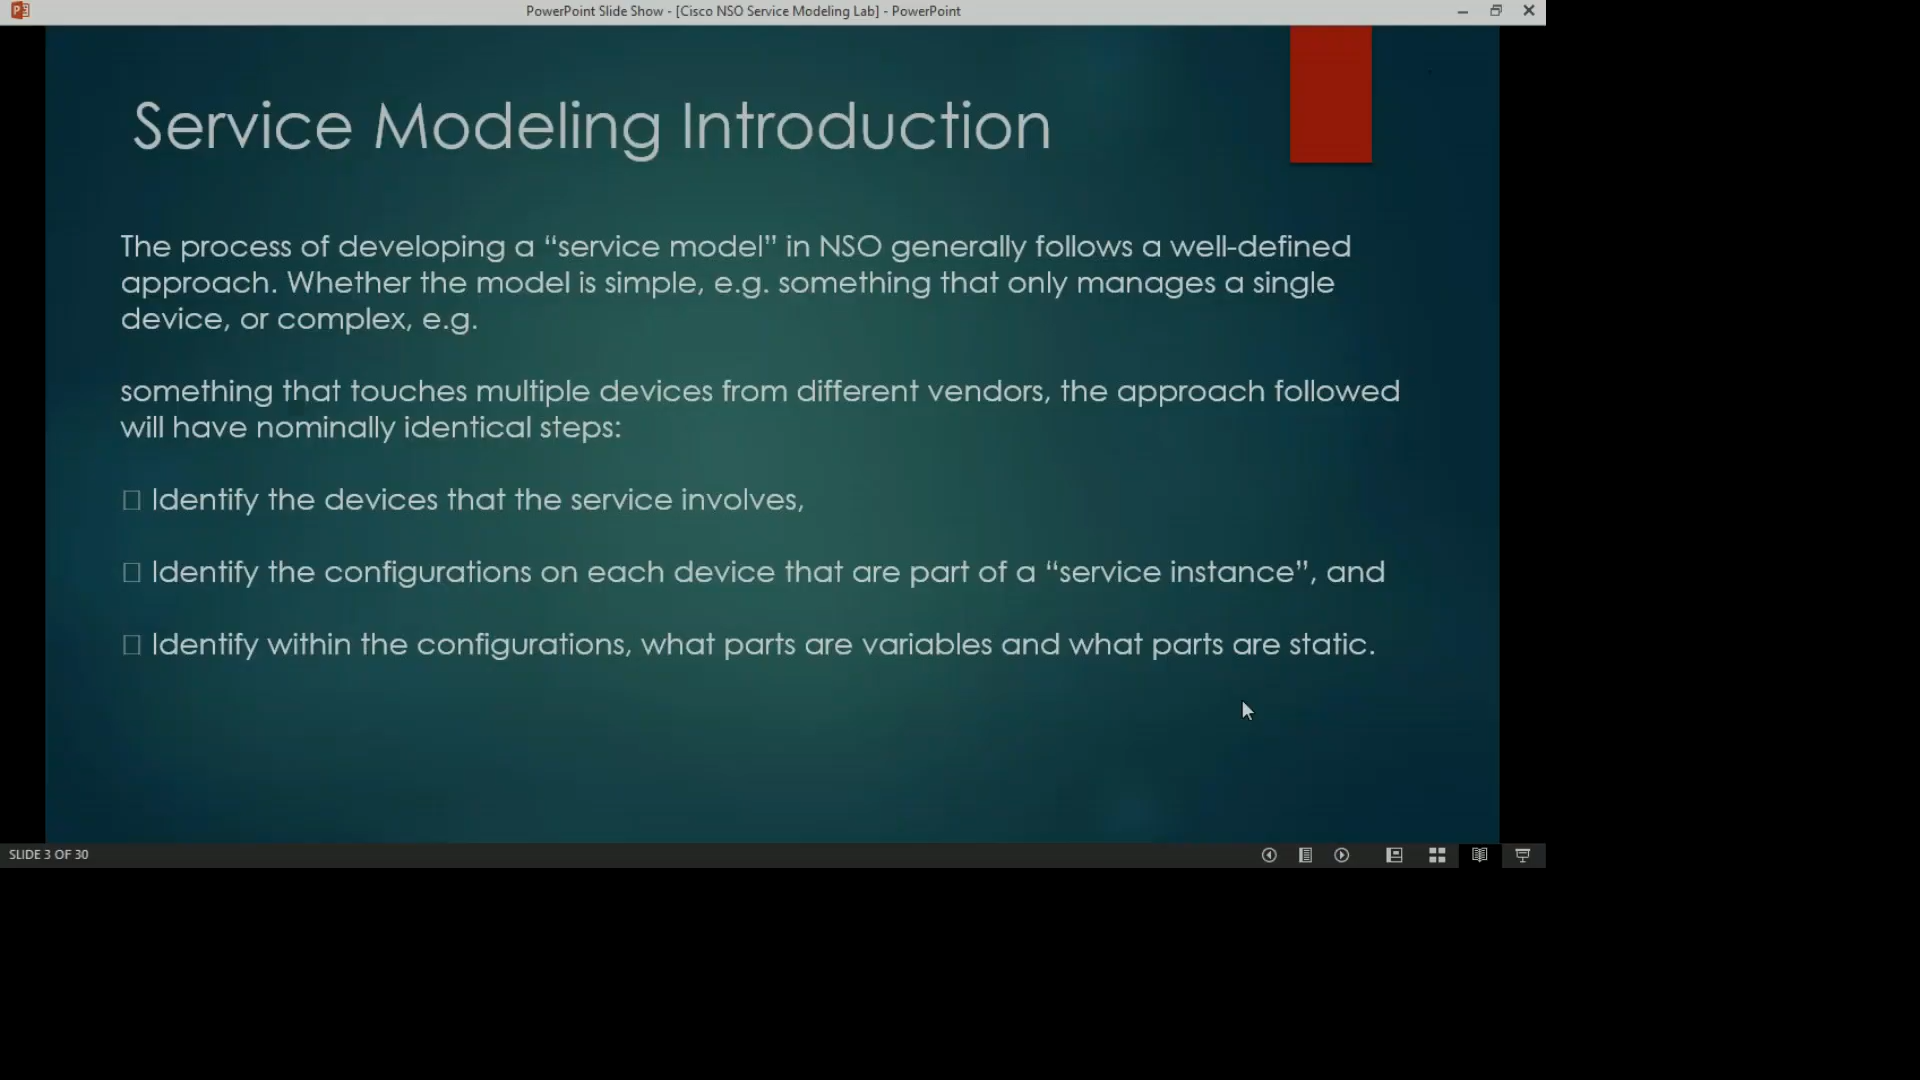 PowerPoint Slide Show - [Cisco NSO Service Modeling Lab] - PowerPoint
Service Modeling Introduction
The process of developing a “service model” in NSO generally follows a well-defined
approach. Whether the model is simple, e.g. something that only manages a single
device, or complex, e.g.
something that touches multiple devices from different vendors, the approach followed
will have nominally identical steps:
Identify the devices that the service involves,
Identify the configurations on each device that are part of a “service instance”, and
Identify within the configurations, what parts are variables and what parts are static.
SLIDE 3 OF 30